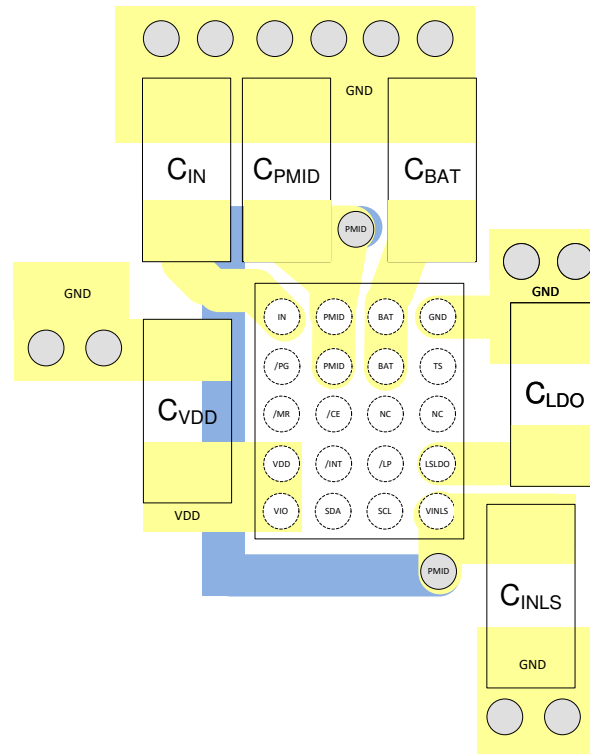 GND
CIN CPMID CBAT
PMID
GND
GND
IN PMID BAT GND
/PG PMID BAT TS
CVDD
CLDO
/MR /CE NC NC
VDD /INT /LP LSLDO
VDD
VIO SDA SCL VINLS
PMID
CINLS
GND